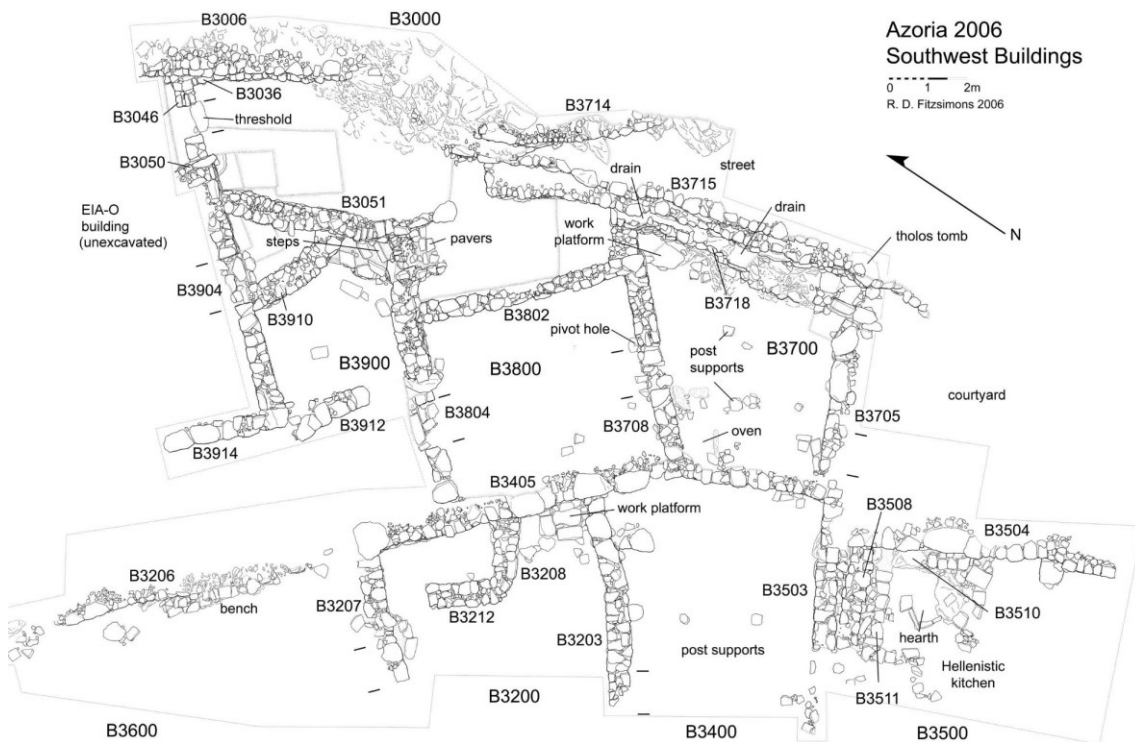 B3006
B3000
Azoria 2006
Southwest Buildings
0 1 2m
R. D. Fitzsimons 2006
B3036
B3046
threshold
B3714
street
B3050
drain
B3715
B3051
EIA-O
building
(unexcavated)
work
platform
drain
steps
pavers
tholos tomb
N
B3904
B3910
B3802
B3718
pivot hole
post
supports
B3700
B3900
B3800
courtyard
B3804
B3708
B3705
B3912
oven
B3914
B3405
B3508
work platform
B3504
B3206
B3208
bench
B3207
B3503
B3510
B3212
B3203
hearth
post supports
Hellenistic
kitchen
B3511
B3200
B3600
B3400
B3500